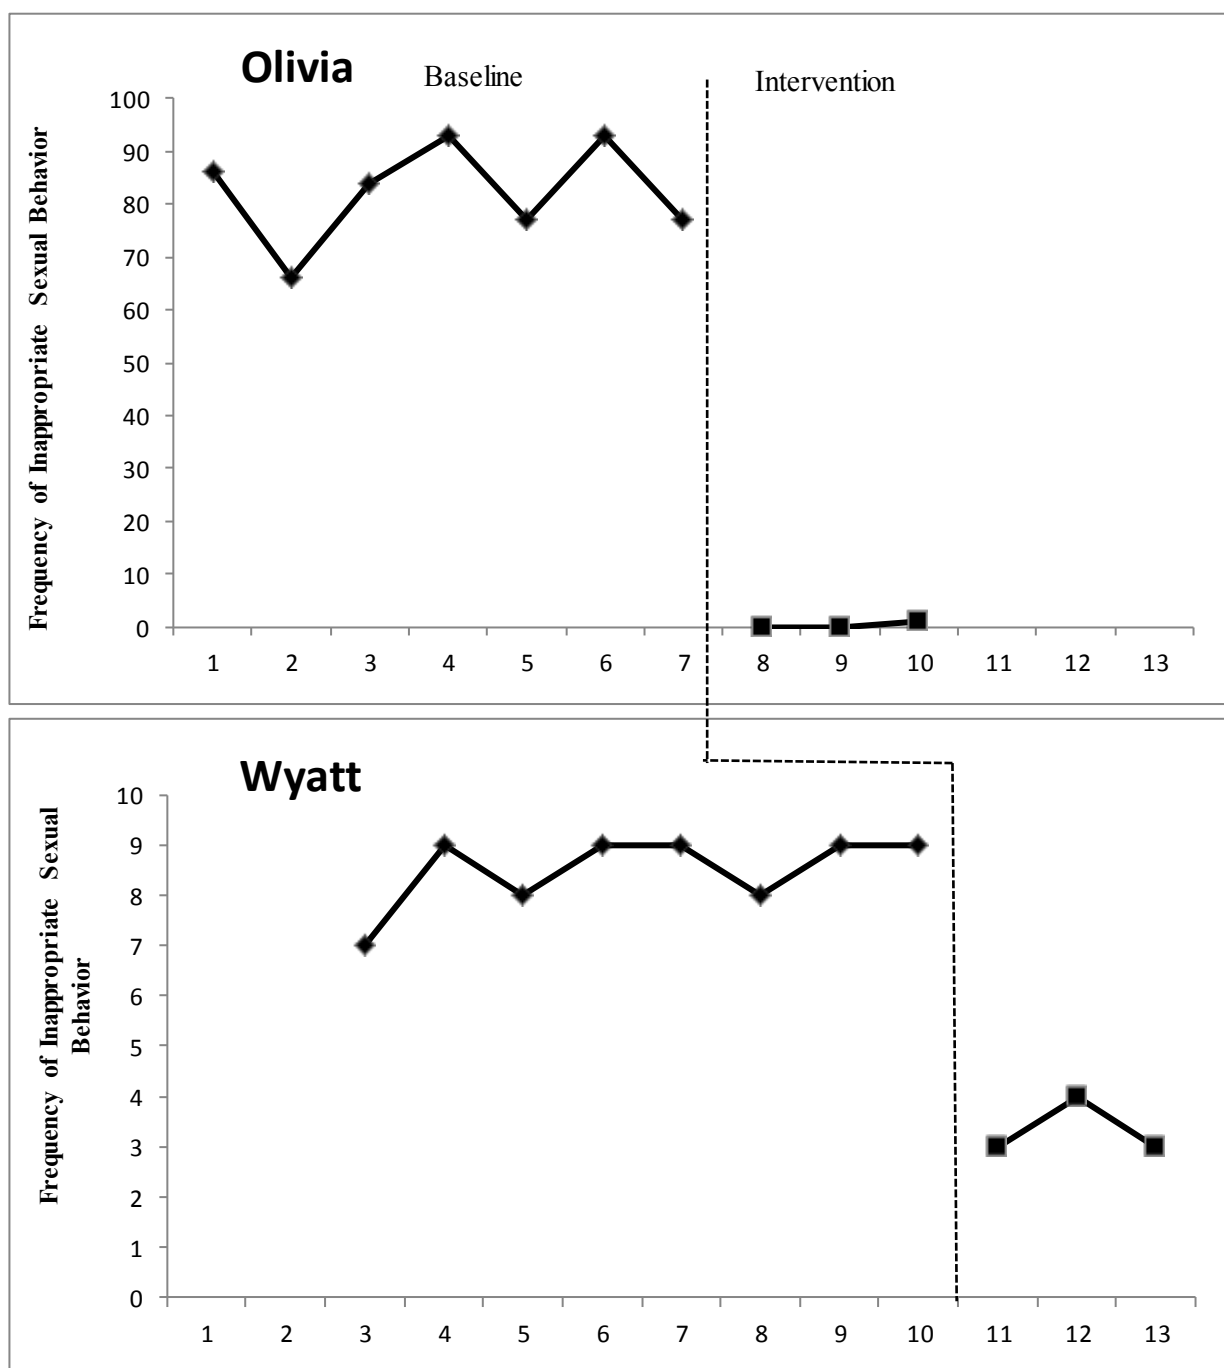 Olivia
Baseline
Intervention
Frequency of Inappropriate Sexual Behavior
100
90
80
70
60
50
40
30
20
10
0
1 2 3 4 5 6 7 8 9 10 11 12 13
Wyatt
Frequency of Inappropriate Sexual
Behavior
10
9
8
7
6
5
4
3
2
1
0
1 2 3 4 5 6 7 8 9 10 11 12 13